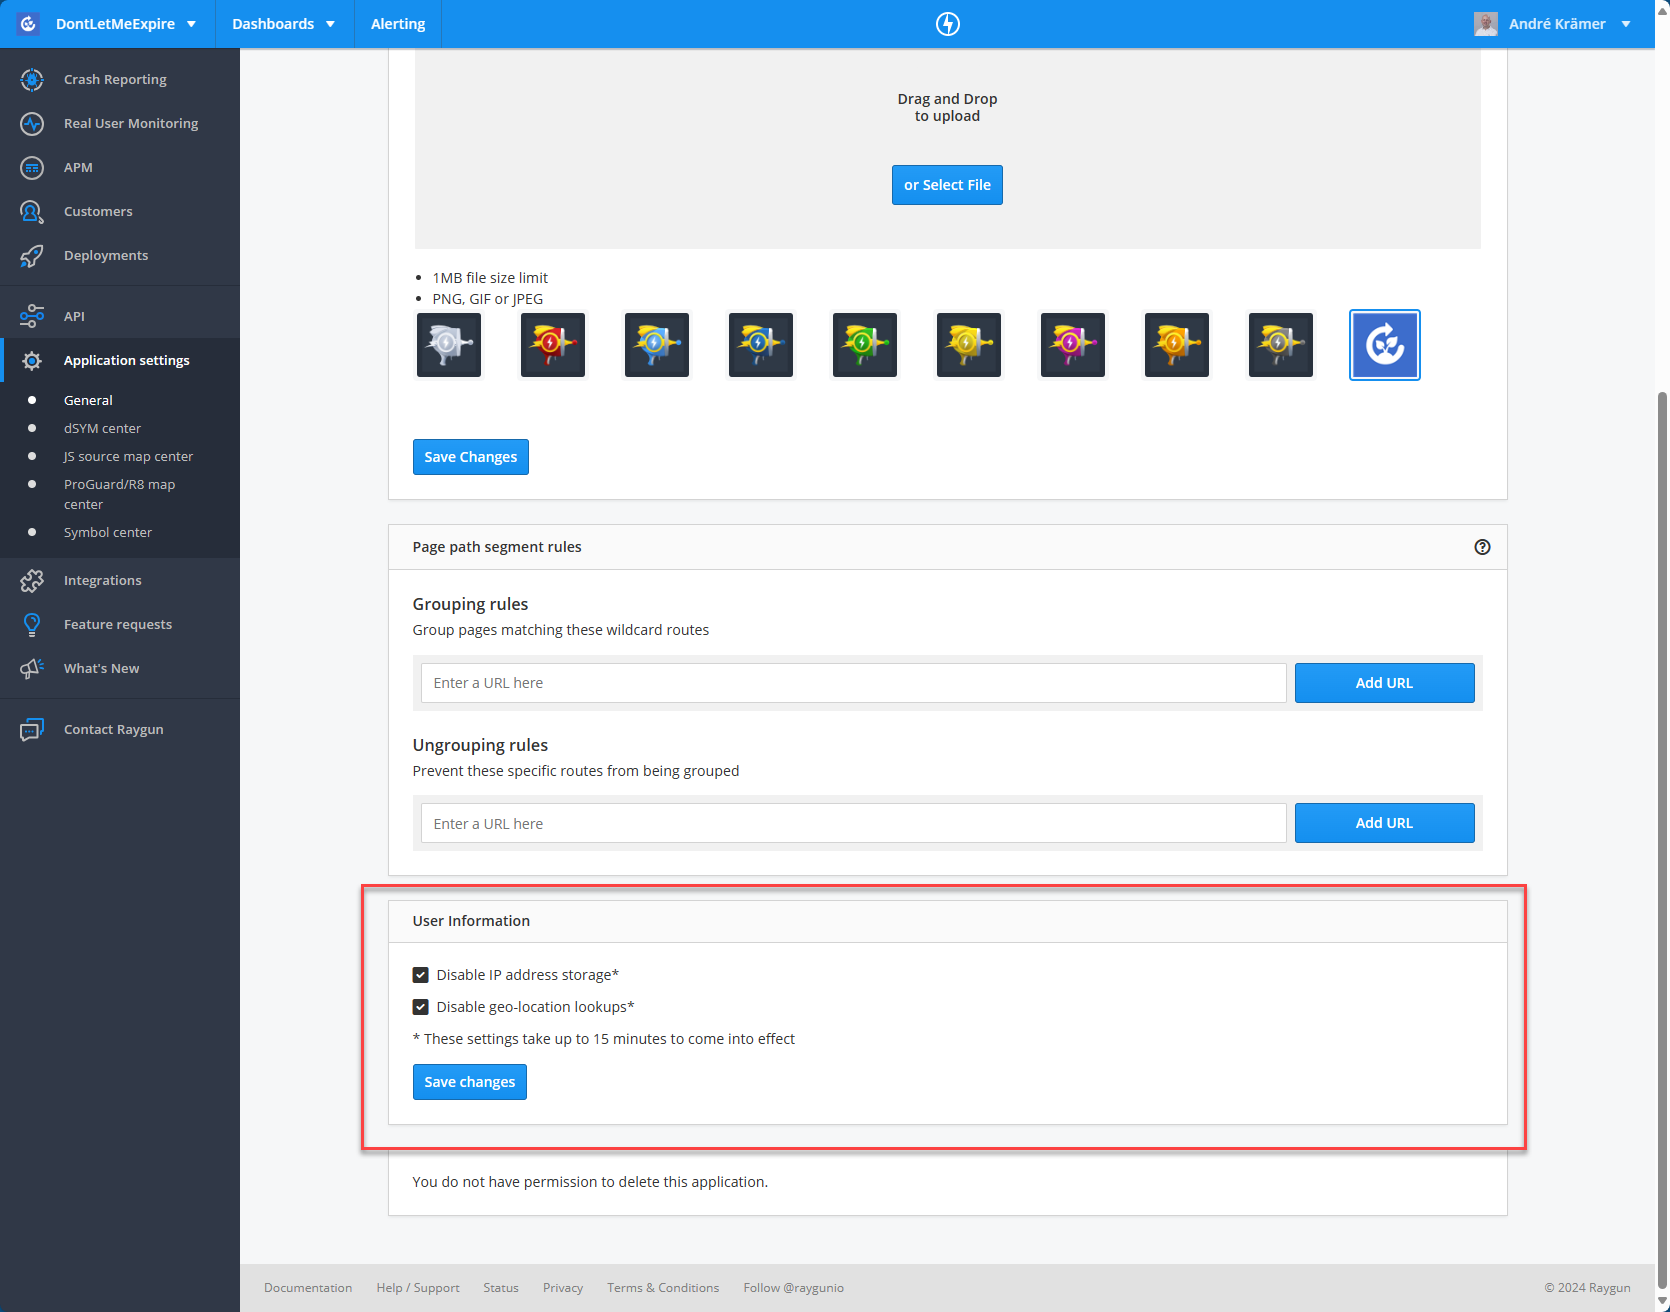 DontLetMeExpire
Dashboards
Alerting
André Krämer
Crash Reporting
Real User Monitoring
APM
Customers
Deployments
API
Application settings
General
dSYM center
JS source map center
ProGuard/R8 map
center
Symbol center
Integrations
Feature requests
What's New
Contact Raygun
Drag and Drop
to upload
or Select File
1MB file size limit
PNG, GIF or JPEG
Save Changes
Page path segment rules
Grouping rules
Group pages matching these wildcard routes
Enter a URL here
Add URL
Ungrouping rules
Prevent these specific routes from being grouped
Enter a URL here
Add URL
User Information
Disable IP address storage*
Disable geo-location lookups*
* These settings take up to 15 minutes to come into effect
Save changes
You do not have permission to delete this application.
Documentation Help / Support Status Privacy Terms & Conditions Follow @raygunio © 2024 Raygun